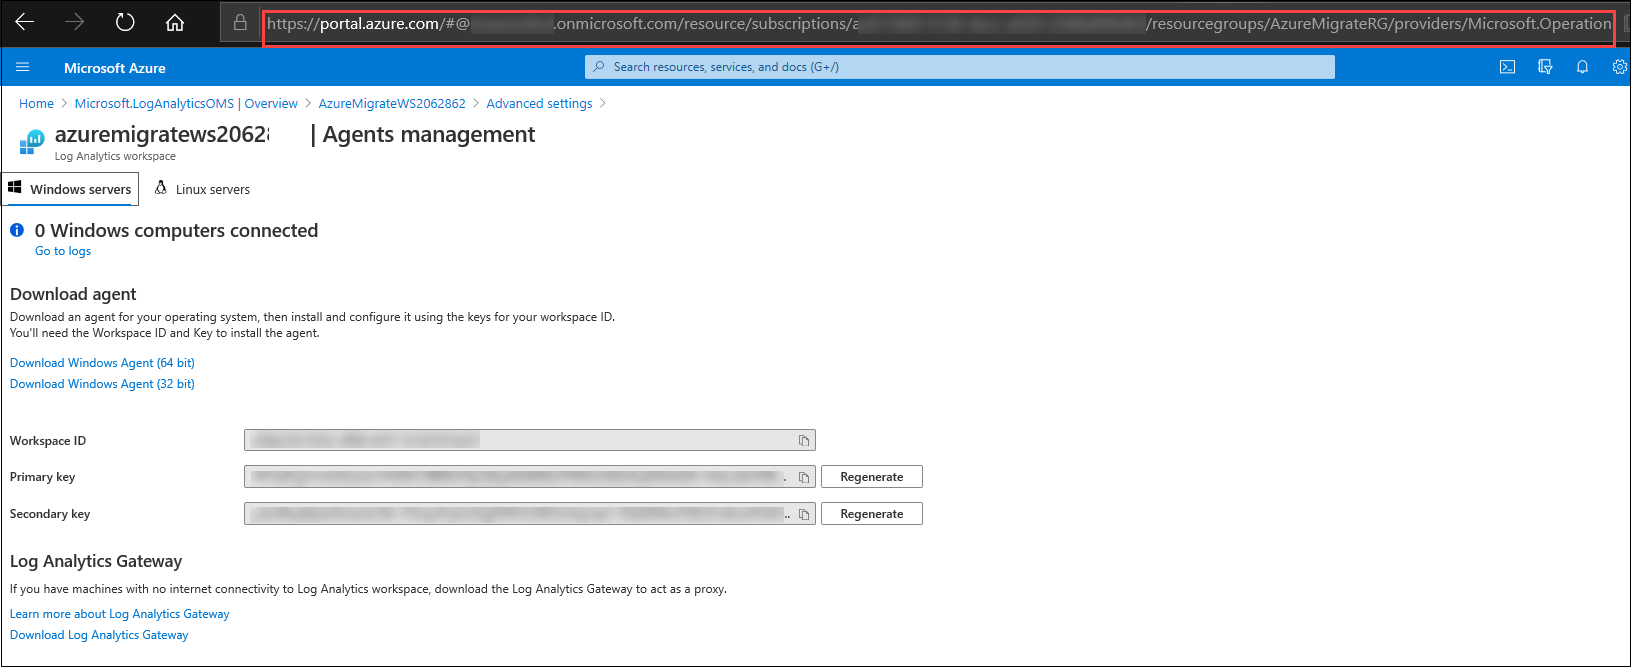 https://portal.azure.com/#@ .onmicrosoft.com/resource/subscriptions/a /resourcegroups/AzureMigrateRG/providers/Microsoft.Operation
Microsoft Azure
Search resources, services, and docs (G+/)
Home > Microsoft.LogAnalyticsOMS | Overview > AzureMigrateWS2062862 > Advanced settings >
azuremigratews2062 | Agents management
Log Analytics workspace
Windows servers Linux servers
0 Windows computers connected
Go to logs
Download agent
Download an agent for your operating system, then install and configure it using the keys for your workspace ID.
You'll need the Workspace ID and Key to install the agent.
Download Windows Agent (64 bit)
Download Windows Agent (32 bit)
Workspace ID
Primary key Regenerate
Secondary key Regenerate
Log Analytics Gateway
If you have machines with no internet connectivity to Log Analytics workspace, download the Log Analytics Gateway to act as a proxy.
Learn more about Log Analytics Gateway
Download Log Analytics Gateway